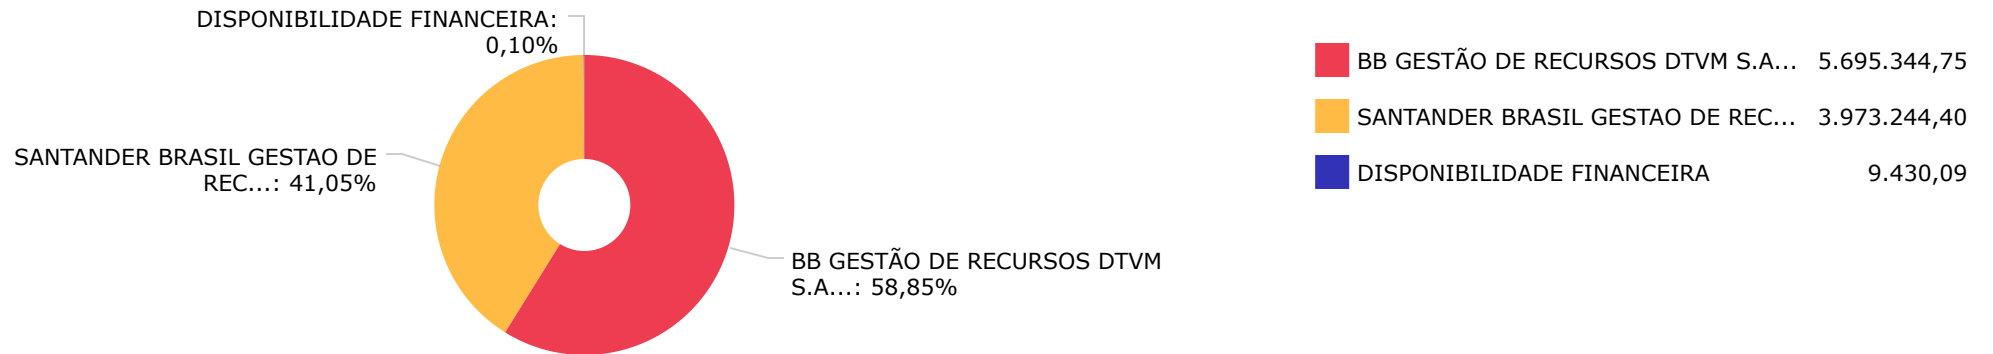 DISPONIBILIDADE FINANCEIRA:
0,10%
SANTANDER BRASIL GESTAO DE
REC...: 41,05%
BB GESTÃO DE RECURSOS DTVM
S.A...: 58,85%
BB GESTÃO DE RECURSOS DTVM S.A... 5.695.344,75
SANTANDER BRASIL GESTAO DE REC... 3.973.244,40
DISPONIBILIDADE FINANCEIRA 9.430,09